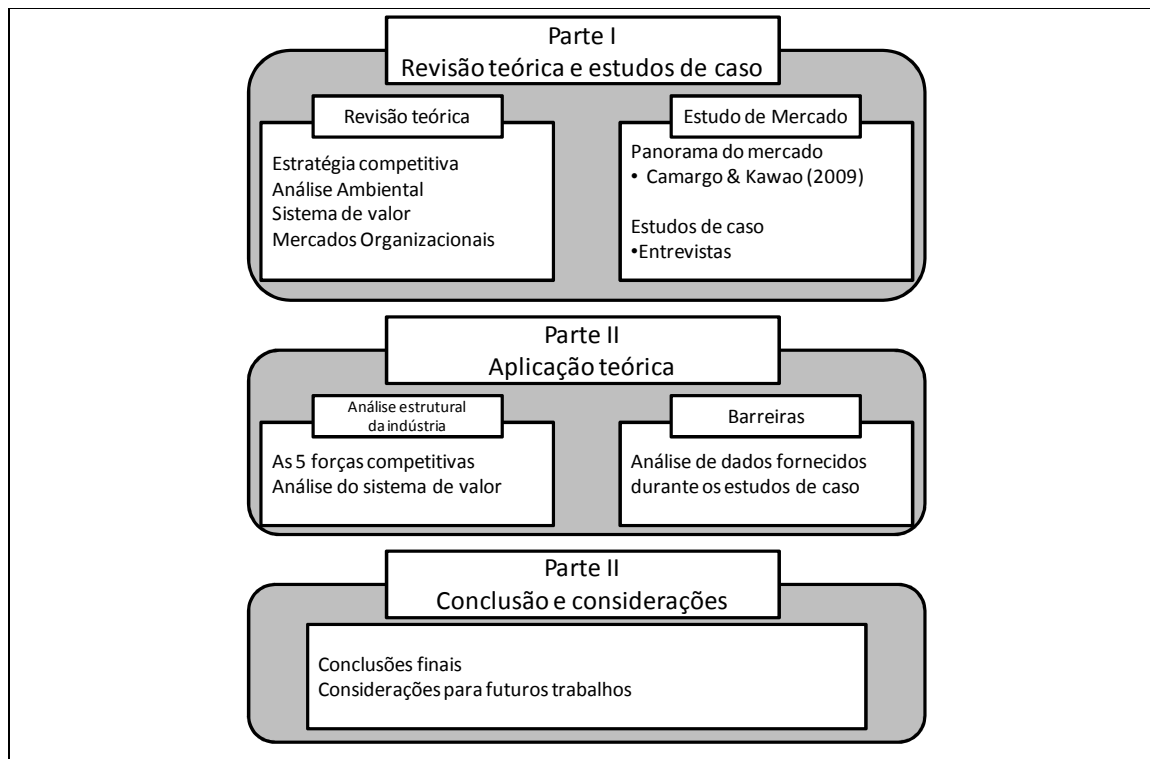 Parte I
Revisão teórica e estudos de caso
Revisão teórica
Estratégia competitiva
Análise Ambiental
Sistema de valor
Mercados Organizacionais
Estudo de Mercado
Panorama do mercado
• Camargo & Kawao (2009)
Estudos de caso
•Entrevistas
Parte II
Aplicação teórica
Análise estrutural
da indústria
As 5 forças competitivas
Análise do sistema de valor
Barreiras
Análise de dados fornecidos
durante os estudos de caso
Parte II
Conclusão e considerações
Conclusões finais
Considerações para futuros trabalhos